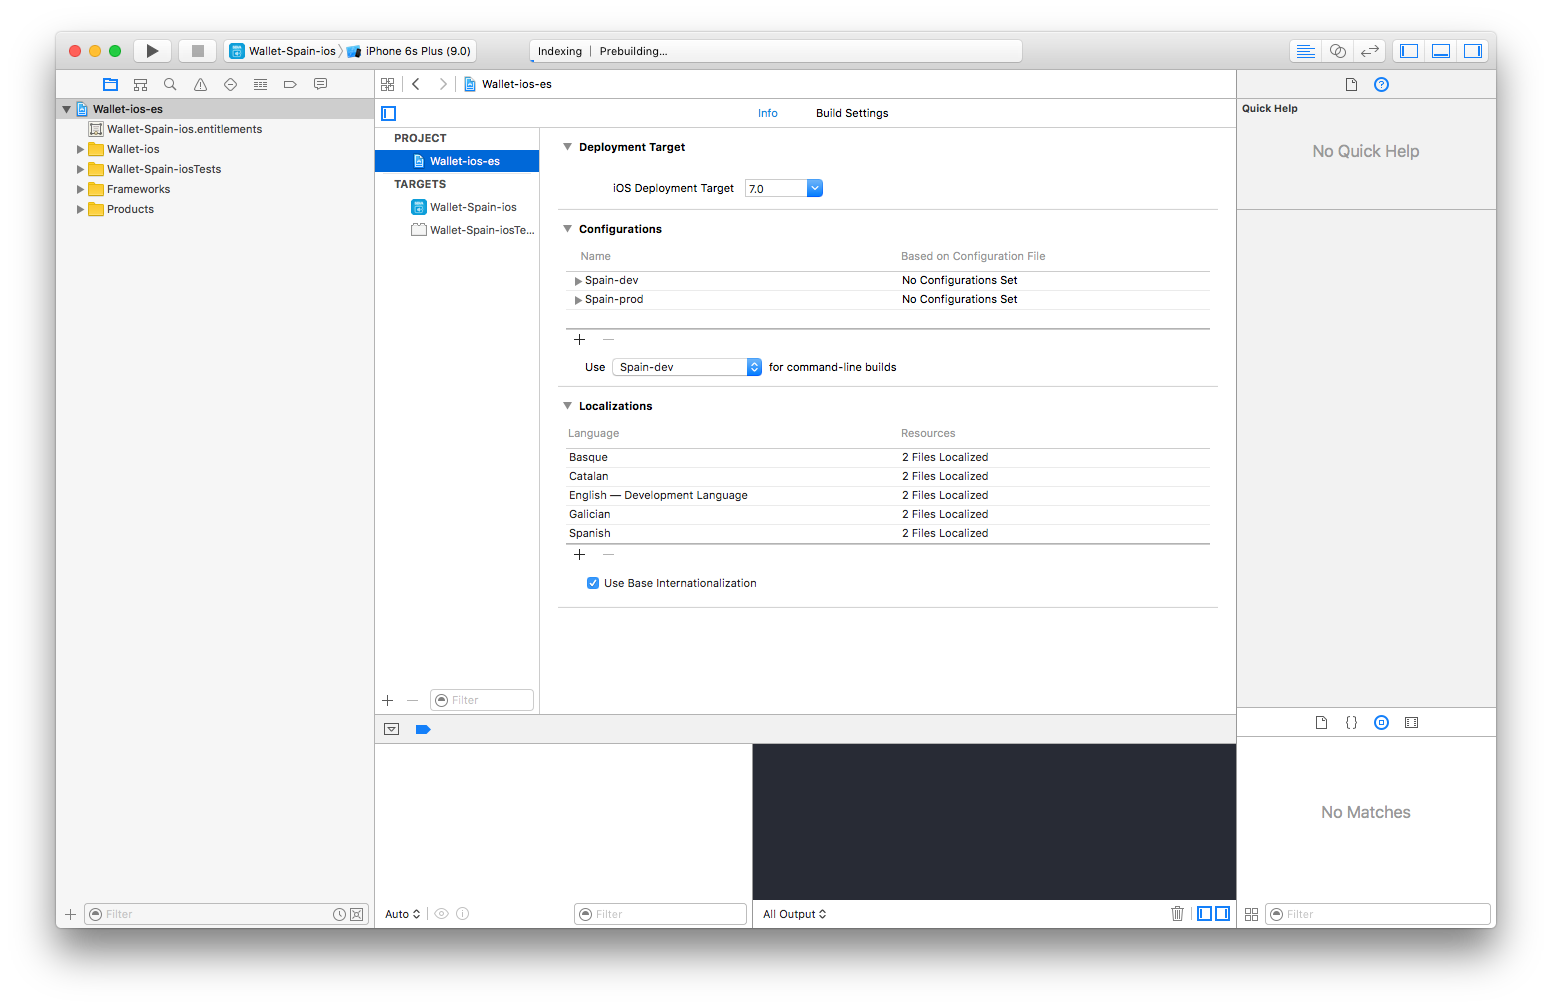 Wallet-Spain-ios
iPhone 6s Plus (9.0)
Indexing | Prebuilding...
Wallet-ios-es
Wallet-Spain-ios.entitlements
Wallet-ios
Wallet-Spain-iosTests
Frameworks
Products
Filter
Wallet-ios-es
Info
Build Settings
PROJECT
Wallet-ios-es
TARGETS
Wallet-Spain-ios
Wallet-Spain-iosTe...
Filter
Deployment Target
iOS Deployment Target 7.0
Configurations
Name Based on Configuration File
Spain-dev No Configurations Set
Spain-prod No Configurations Set
Use Spain-dev for command-line builds
Localizations
Language Resources
Basque 2 Files Localized
Catalan 2 Files Localized
English — Development Language 2 Files Localized
Galician 2 Files Localized
Spanish 2 Files Localized
Use Base Internationalization
Auto
Filter
All Output
Quick Help
No Quick Help
No Matches
Filter